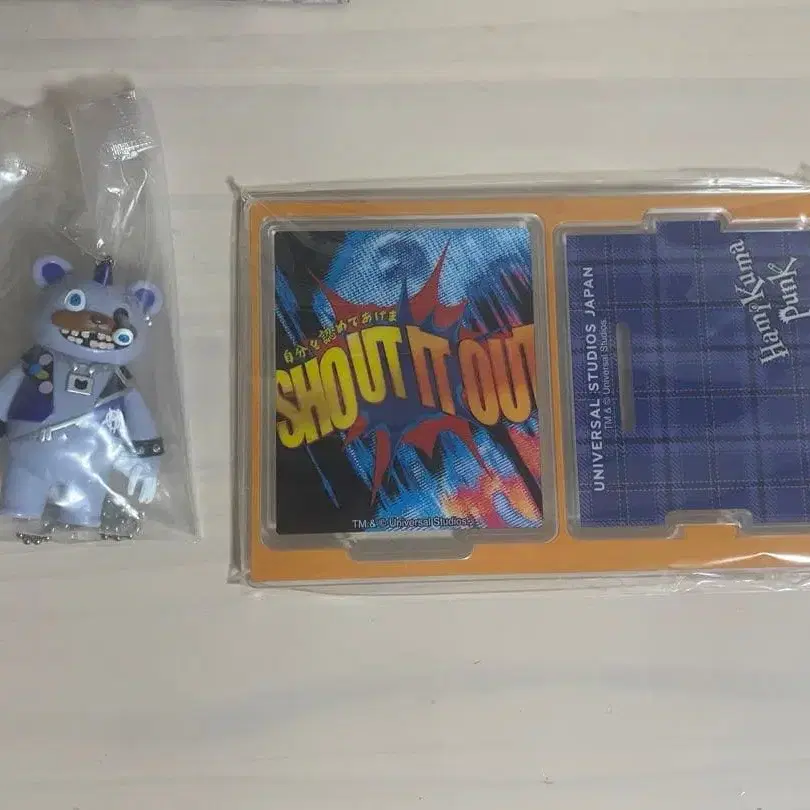 自分を認めてあげま
SHOUT IT OUT
TM & © Universal Studios
UNIVERSAL STUDIOS JAPAN
TM & © Universal Studios
HamiKuma
Punk